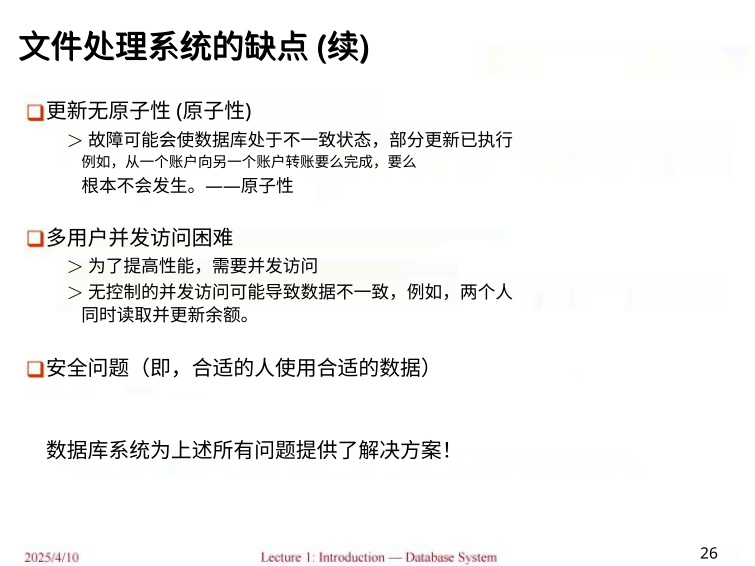 文件处理系统的缺点 (续)
更新无原子性 (原子性)
> 故障可能会使数据库处于不一致状态，部分更新已执行
例如，从一个账户向另一个账户转账要么完成，要么
根本不会发生。——原子性
多用户并发访问困难
> 为了提高性能，需要并发访问
> 无控制的并发访问可能导致数据不一致，例如，两个人
同时读取并更新余额。
安全问题（即，合适的人使用合适的数据）
数据库系统为上述所有问题提供了解决方案！
2025/4/10
Lecture 1: Introduction — Database System
26